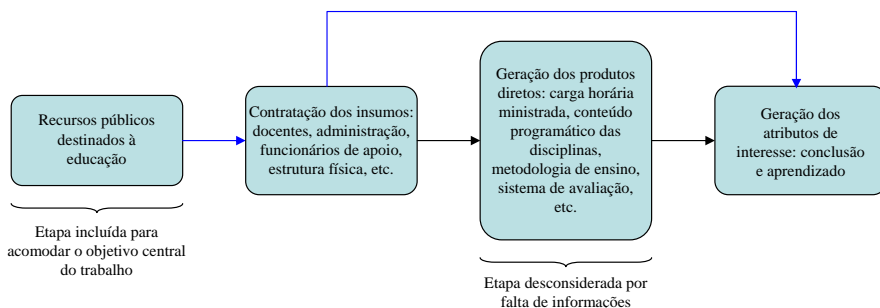 Recursos públicos
destinados à
educação
Etapa incluída para
acomodar o objetivo central
do trabalho
Contratação dos insumos:
docentes, administração,
funcionários de apoio,
estrutura física, etc.
Geração dos produtos
diretos: carga horária
ministrada, conteúdo
programático das
disciplinas,
metodologia de ensino,
sistema de avaliação,
etc.
Etapa desconsiderada por
falta de informações
Geração dos
atributos de
interesse: conclusão
e aprendizado